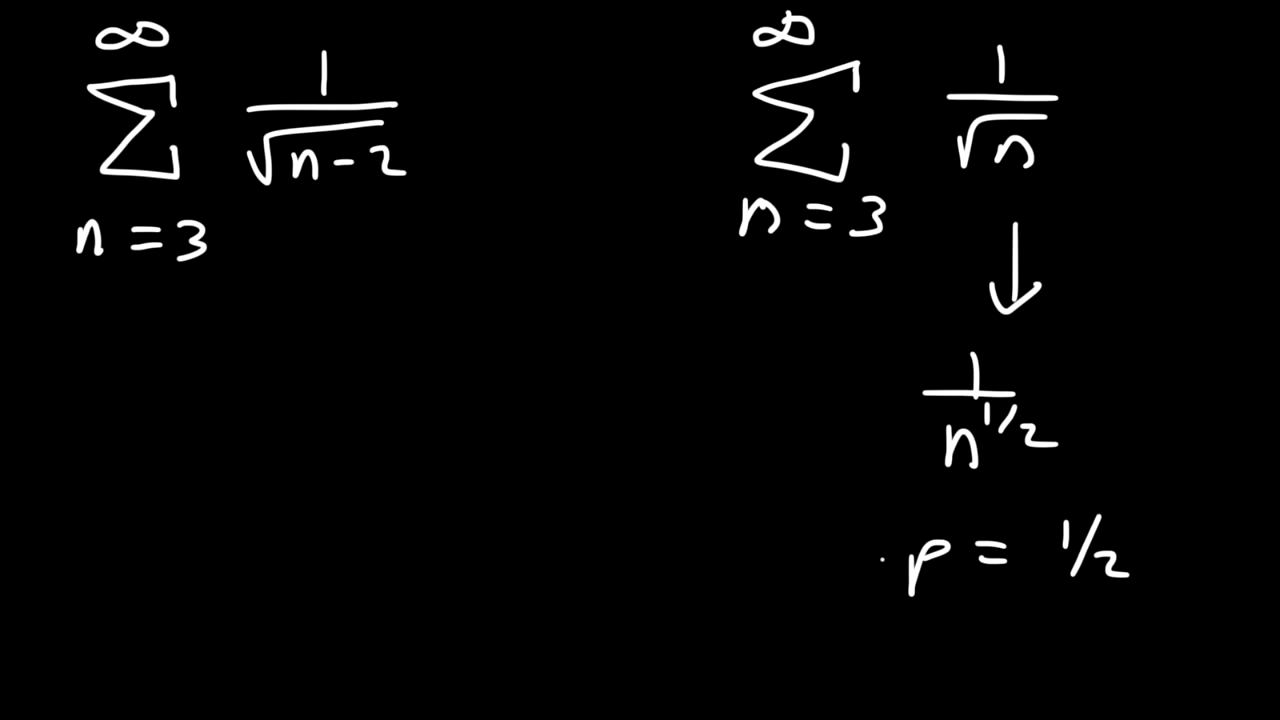 ∞
∑ 1/√(n-2)
n = 3
∞
∑ 1/√n
n = 3
↓
1/n^(1/2)
p = 1/2